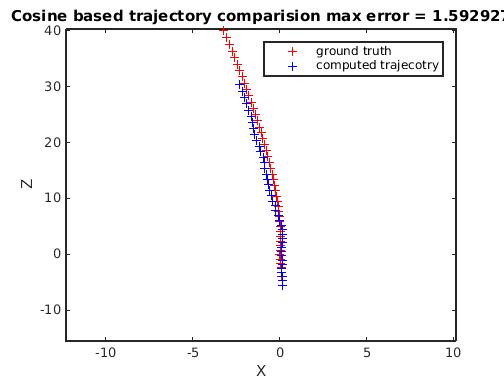 Cosine based trajectory comparision max error = 1.592927
ground truth
computed trajecotry
40
30
20
10
0
-10
Z
-10 -5 0 5 10
X